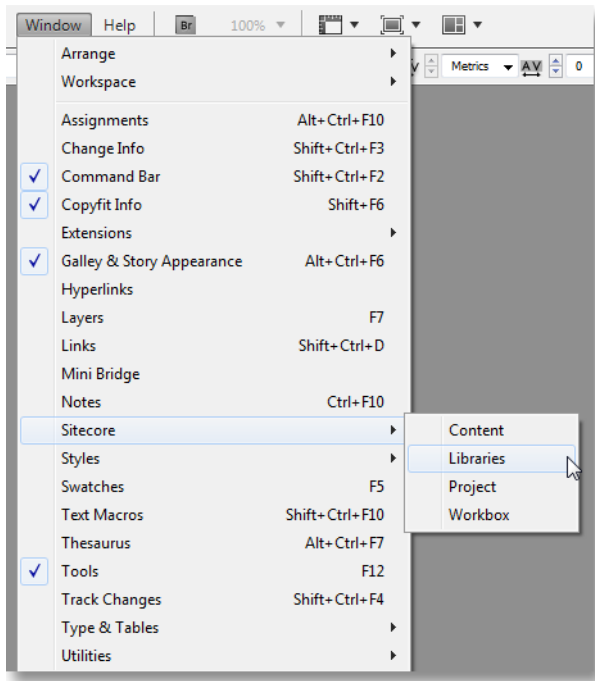 Window Help Br 100%
Metrics AV 0
Arrange
Workspace
Assignments Alt+Ctrl+F10
Change Info Shift+Ctrl+F3
Command Bar Shift+Ctrl+F2
Copyfit Info Shift+F6
Extensions
Galley & Story Appearance Alt+Ctrl+F6
Hyperlinks
Layers F7
Links Shift+Ctrl+D
Mini Bridge
Notes Ctrl+F10
Sitecore
Content
Styles
Libraries
Swatches F5
Project
Text Macros Shift+Ctrl+F10
Workbox
Thesaurus Alt+Ctrl+F7
Tools F12
Track Changes Shift+Ctrl+F4
Type & Tables
Utilities